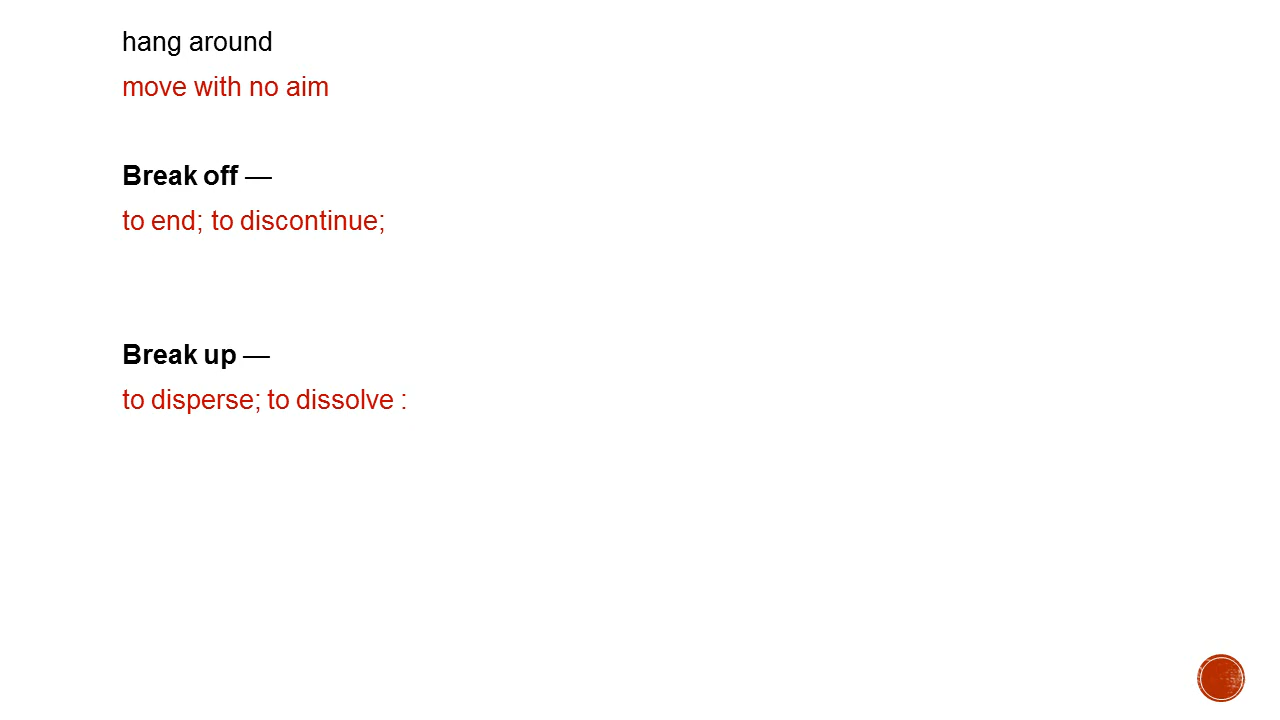 hang around
move with no aim
Break off —
to end; to discontinue;
Break up —
to disperse; to dissolve :